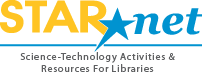 STAR net
Science-Technology Activities &
Resources For Libraries